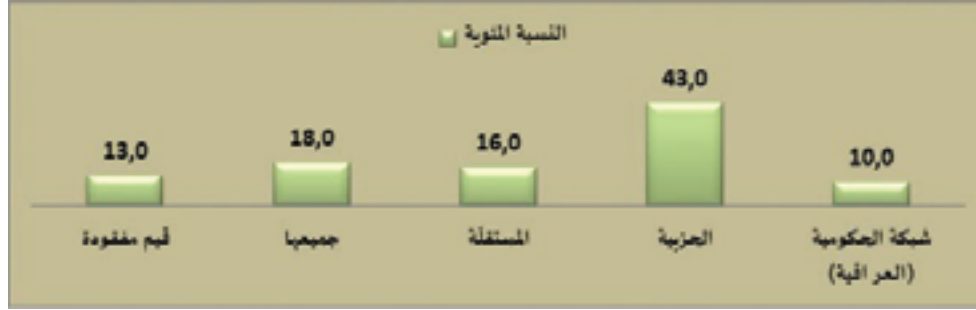 النسبة المئوية
43,0
18,0
16,0
13,0
10,0
شبكة الحكومية
(العراقية)
الحزبية
المستقلة
جميعها
قيم مفقودة